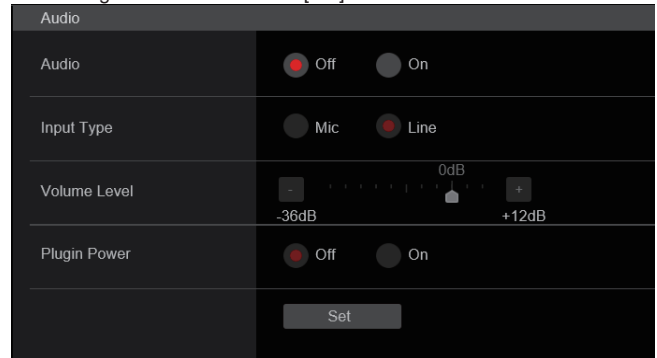 Audio
Audio Off On
Input Type Mic Line
0dB
Volume Level - +
-36dB +12dB
Plugin Power Off On
Set